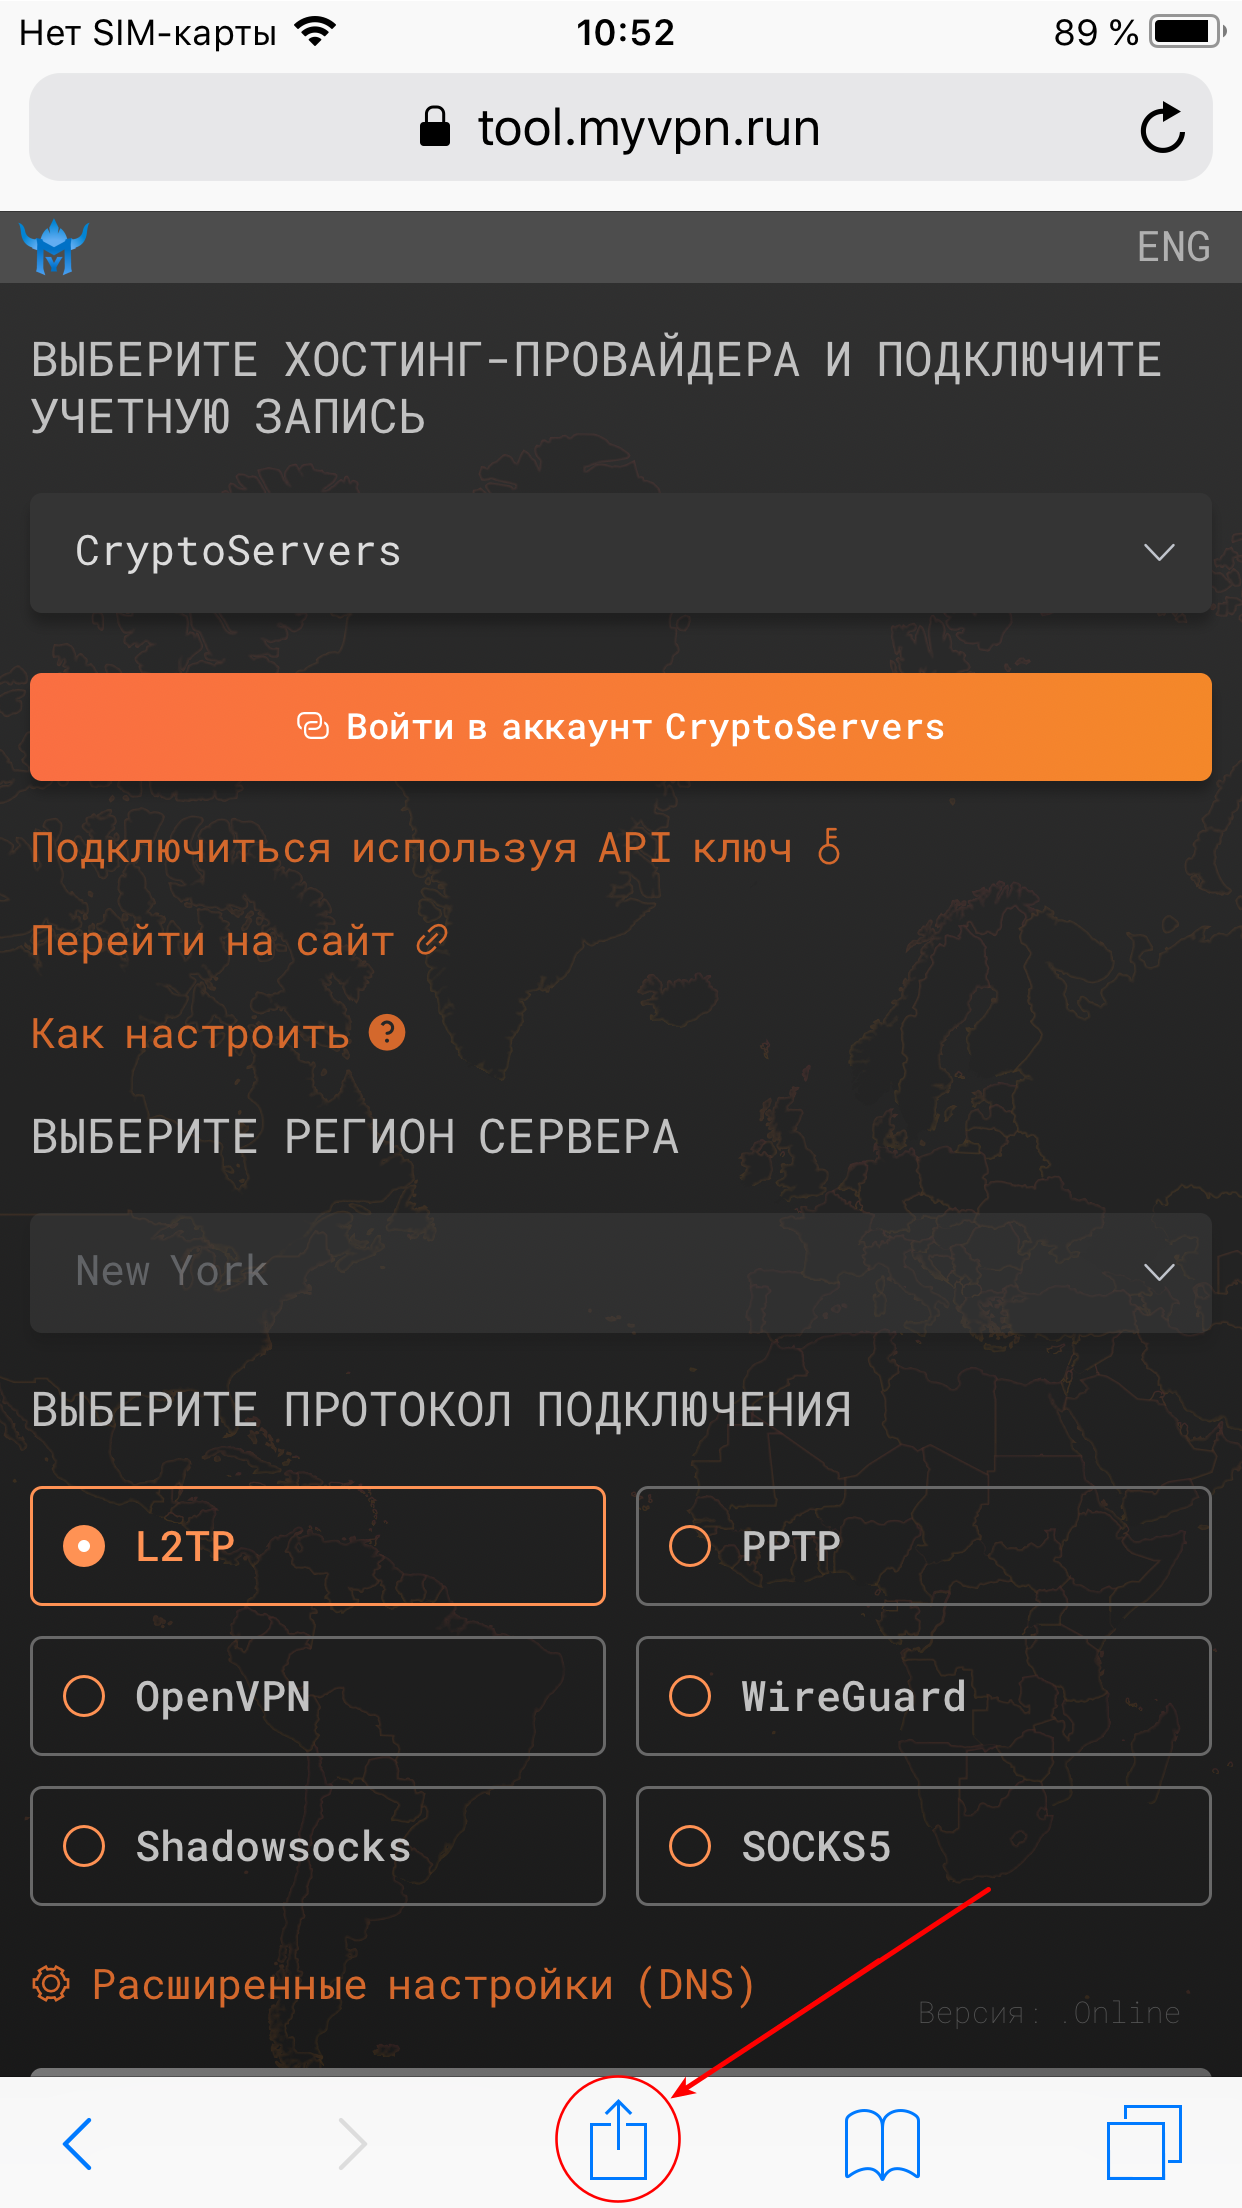 Нет SIM-карты
10:52
89 %
tool.myvpn.run
ENG
ВЫБЕРИТЕ ХОСТИНГ-ПРОВАЙДЕРА И ПОДКЛЮЧИТЕ
УЧЕТНУЮ ЗАПИСЬ
CryptoServers
Войти в аккаунт CryptoServers
Подключиться используя API ключ
Перейти на сайт
Как настроить
ВЫБЕРИТЕ РЕГИОН СЕРВЕРА
New York
ВЫБЕРИТЕ ПРОТОКОЛ ПОДКЛЮЧЕНИЯ
L2TP
PPTP
OpenVPN
WireGuard
Shadowsocks
SOCKS5
Расширенные настройки (DNS)
Версия: .Online